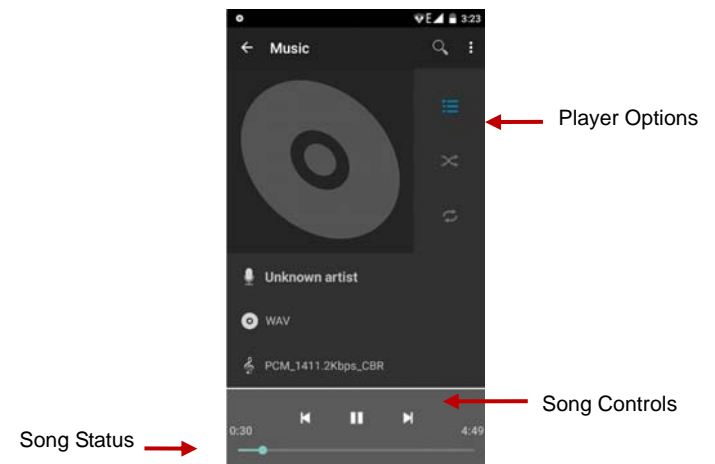 E 3:23
Music
Player Options
Unknown artist
WAV
PCM_1411.2Kbps_CBR
Song Controls
0:30
4:49
Song Status